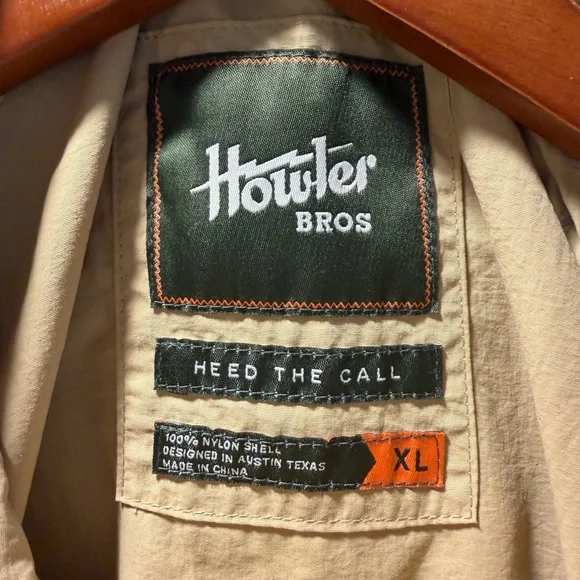 Howler
BROS
HEED THE CALL
100% NYLON SHELL
DESIGNED IN AUSTIN TEXAS
MADE IN CHINA
XL